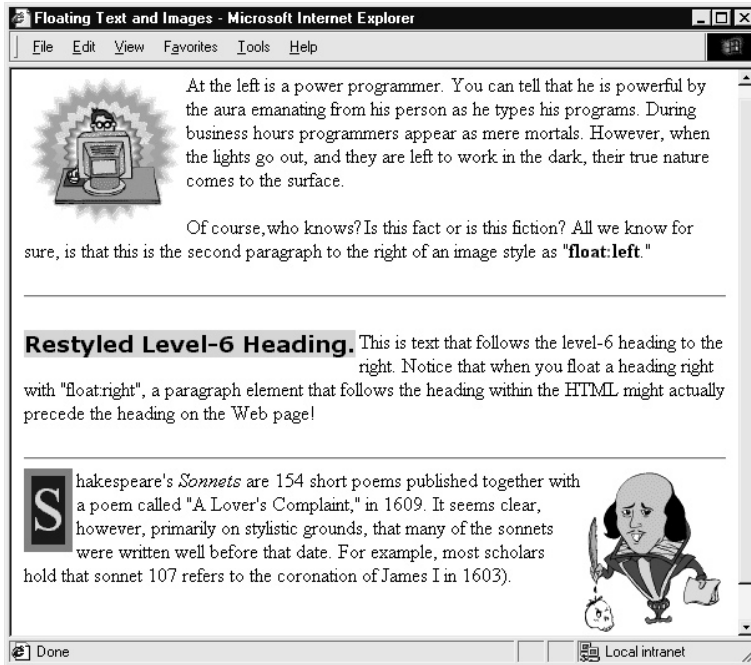 Floating Text and Images - Microsoft Internet Explorer
File Edit View Favorites Tools Help
At the left is a power programmer. You can tell that he is powerful by
the aura emanating from his person as he types his programs. During
business hours programmers appear as mere mortals. However, when
the lights go out, and they are left to work in the dark, their true nature
comes to the surface.
Of course,who knows?Is this fact or is this fiction? All we know for
sure, is that this is the second paragraph to the right of an image style as "float:left."
Restyled Level-6 Heading. This is text that follows the level-6 heading to the
right. Notice that when you float a heading right
with "float:right", a paragraph element that follows the heading within the HTML might actually
precede the heading on the Web page!
Shakespeare's Sonnets are 154 short poems published together with
a poem called "A Lover's Complaint," in 1609. It seems clear,
however, primarily on stylistic grounds, that many of the sonnets
were written well before that date. For example, most scholars
hold that sonnet 107 refers to the coronation of James I in 1603).
Done
Local intranet